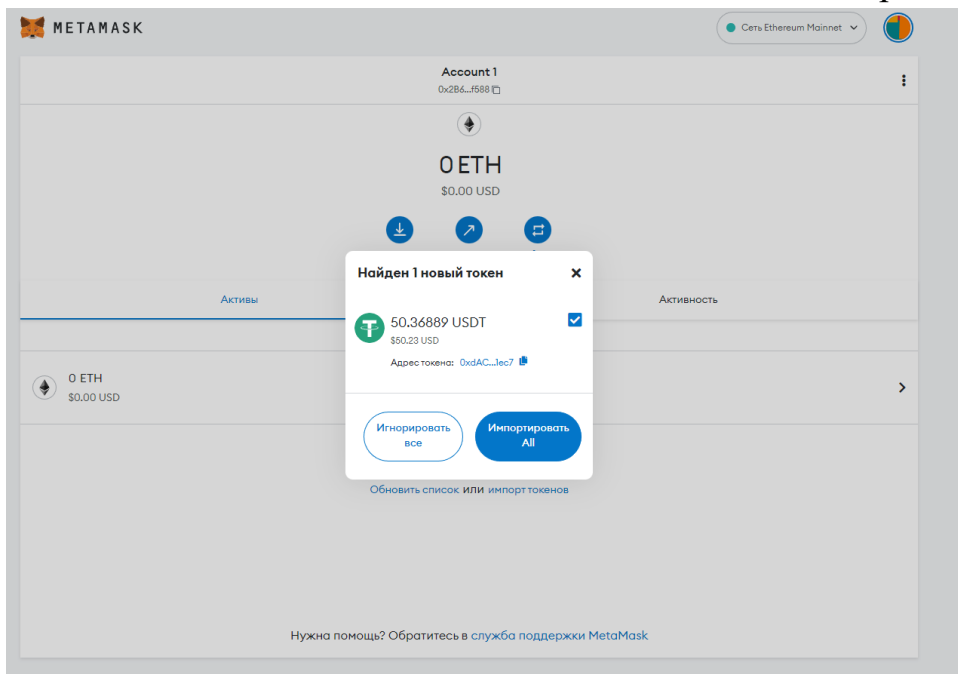 METAMASK
Сеть Ethereum Mainnet
Account 1
0x2B6...f588
0 ETH
$0.00 USD
Найден 1 новый токен
Активы
Активность
50.36889 USDT
$50.23 USD
Адрес токена: 0xdAC...1ec7
0 ETH
$0.00 USD
Игнорировать все
Импортировать All
Обновить список или импорт токенов
Нужна помощь? Обратитесь в служба поддержки MetaMask